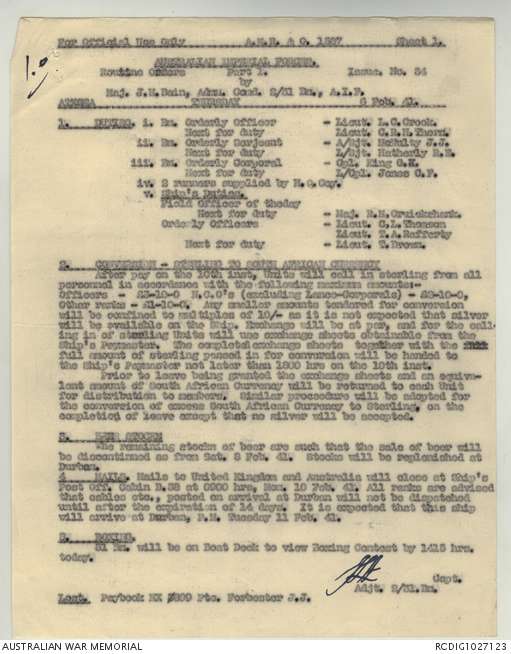 For Official Use Only A.M.R & O. 1527 Sheet 1.
1.
AUSTRALIAN IMPERIAL FORCES.
Routine Orders Part 1. Issue. No. 34
by
Maj. J.H.Bain, Adm. Comd. 2/31 Bn., A.I.F.
THURSDAY 6 Feb. 41.
1. DUTIES. i. Bn. Orderly Officer - Lieut. L.G.Crook.
Next for duty - Lieut. G.R.H.Thorn.
ii. Bn. Orderly Serjeant - A/Sjt. McNulty J.J.
Next for duty - L/Sjt. Hatherly R.E.
iii. Bn. Orderly Corporal - Cpl. King G.K.
Next for duty - L/Cpl. Jones C.F.
iv. 2 runners supplied by H.Q.Coy.
v. Ship's Duties.
Field Officer of theday
Next for duty - Maj. R.H.Cruickshank.
Orderly Officers - Lieut. G.L.Thomson
Lieut. T.A.Rafferty
Next for duty - Lieut. T.Brown.
2. CONVERSION - STERLING TO SOUTH AFRICAN CURRENCY
After pay on the 10th inst, Units will call in sterling from all
personnel in accordance with the following maximum amounts-
Officers - £3-10-0 N.C.O's (excluding Lance-Corporals) - £2-10-0,
Other ranks - £1-10-0. Any smaller amounts tendered for conversion
will be confined to multiples of 10/- as it is not expected that silver
will be available on the Ship. Exchange will be at par, and for the call-
ing in of sterling Units will use exchange sheets obtainable from the
Ship's Paymaster. The completed exchange sheets together with the
full amount of sterling passed in for conversion will be handed to
the Ship's Paymaster not later than 1800 hrs on the 10th inst.
Prior to leave being granted the exchange sheets and an equiva-
lent amount of South African Currency will be returned to each Unit
for distribution to members. Similar procedure will be adopted for
the conversion of excess South African Currency to Sterling, on the
completion of leave except that no silver will be accepted.
3. BEER STOCKS
The remaining stocks of beer are such that the sale of beer will
be discontinued as from Sat. 8 Feb. 41. Stocks will be replenished at
Durban.
4 MAILS. Mails to United Kingdom and Australia will close at Ship's
Post Off. Cabin B.38 at 0900 hrs, Mon. 10 Feb. 41. All ranks are advised
that cables etc., posted on arrival at Durban will not be dispatched
until after the expiration of 14 days. It is expected that this ship
will arrive at Durban, P.M. Tuesday 11 Feb. 41.
5. BOXING
31 Bn. will be on Boat Deck to view Boxing Contest by 1415 hrs.
today.
Capt.
Adjt. 2/31.Bn.
Lost. Paybook NX Pte. Forbester J.J.
AUSTRALIAN WAR MEMORIAL RCDIG1027123